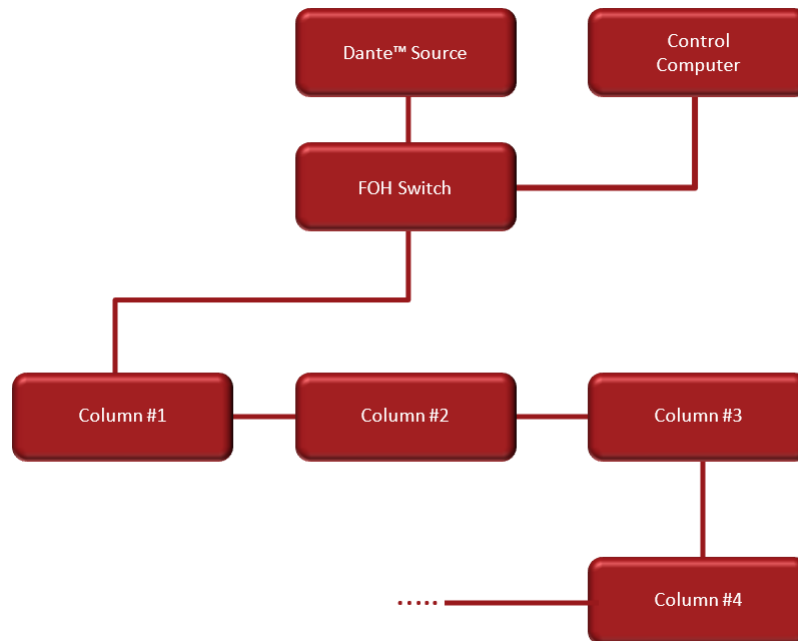 Dante™ Source
Control
Computer
FOH Switch
Column #1
Column #2
Column #3
Column #4